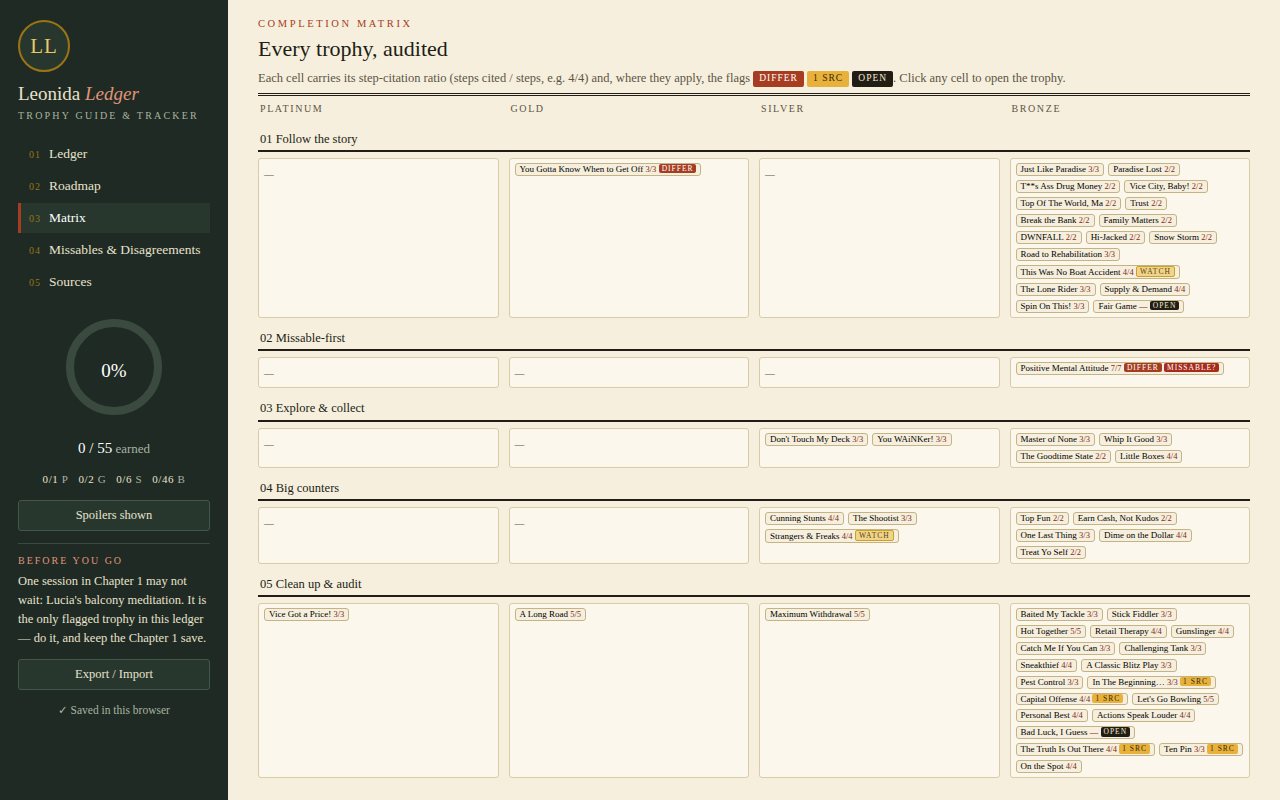 LL
Leonida Ledger
TROPHY GUIDE & TRACKER
01 Ledger
02 Roadmap
03 Matrix
04 Missables & Disagreements
05 Sources
0%
0 / 55 earned
0/1 P 0/2 G 0/6 S 0/46 B
Spoilers shown
BEFORE YOU GO
One session in Chapter 1 may not
wait: Lucia's balcony meditation. It is
the only flagged trophy in this ledger
— do it, and keep the Chapter 1 save.
Export / Import
✓ Saved in this browser
COMPLETION MATRIX
Every trophy, audited
Each cell carries its step-citation ratio (steps cited / steps, e.g. 4/4) and, where they apply, the flags DIFFER 1 SRC OPEN. Click any cell to open the trophy.
PLATINUM GOLD SILVER BRONZE
01 Follow the story
—
You Gotta Know When to Get Off 3/3 DIFFER
—
Just Like Paradise 3/3 Paradise Lost 2/2
T**s Ass Drug Money 2/2 Vice City, Baby! 2/2
Top Of The World, Ma 2/2 Trust 2/2
Break the Bank 2/2 Family Matters 2/2
DWNFALL 2/2 Hi-Jacked 2/2 Snow Storm 2/2
Road to Rehabilitation 3/3
This Was No Boat Accident 4/4 WATCH
The Lone Rider 3/3 Supply & Demand 4/4
Spin On This! 3/3 Fair Game — OPEN
02 Missable-first
—
—
—
Positive Mental Attitude 7/7 DIFFER MISSABLE?
03 Explore & collect
—
—
Don't Touch My Deck 3/3 You WAiNKer! 3/3
Master of None 3/3 Whip It Good 3/3
The Goodtime State 2/2 Little Boxes 4/4
04 Big counters
—
—
Cunning Stunts 4/4 The Shootist 3/3
Strangers & Freaks 4/4 WATCH
Top Fun 2/2 Earn Cash, Not Kudos 2/2
One Last Thing 3/3 Dime on the Dollar 4/4
Treat Yo Self 2/2
05 Clean up & audit
Vice Got a Price! 3/3
A Long Road 5/5
Maximum Withdrawal 5/5
Baited My Tackle 3/3 Stick Fiddler 3/3
Hot Together 5/5 Retail Therapy 4/4 Gunslinger 4/4
Catch Me If You Can 3/3 Challenging Tank 3/3
Sneakthief 4/4 A Classic Blitz Play 3/3
Pest Control 3/3 In The Beginning… 3/3 1 SRC
Capital Offense 4/4 1 SRC Let's Go Bowling 5/5
Personal Best 4/4 Actions Speak Louder 4/4
Bad Luck, I Guess — OPEN
The Truth Is Out There 4/4 1 SRC Ten Pin 3/3 1 SRC
On the Spot 4/4